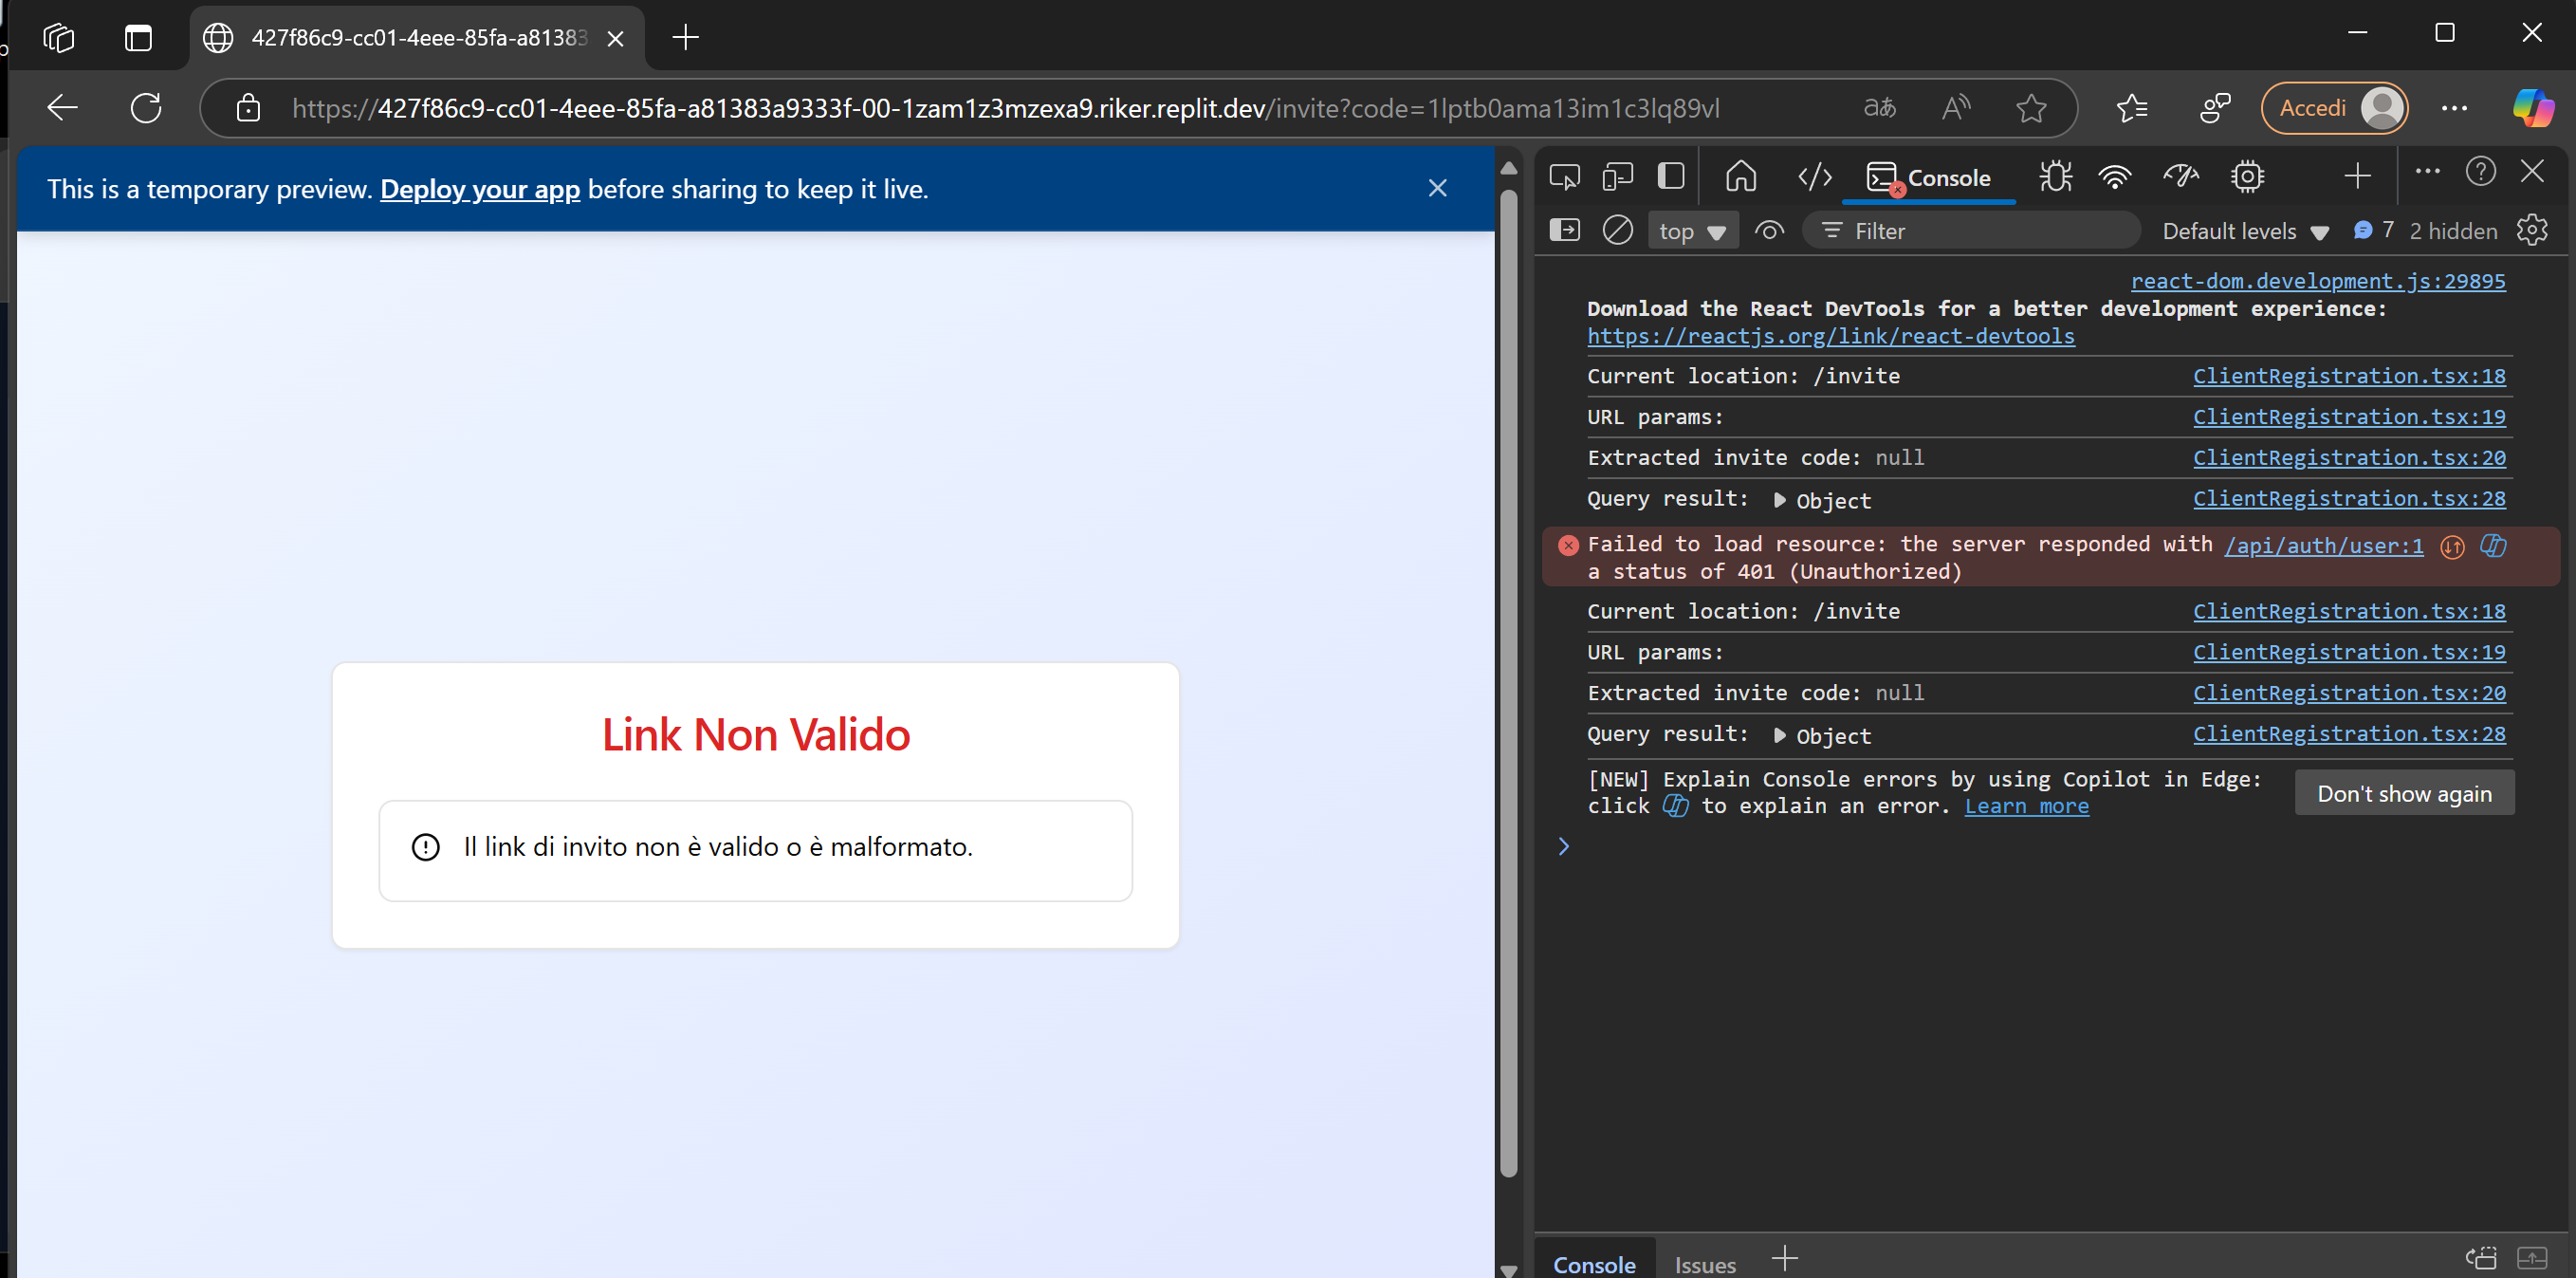 427f86c9-cc01-4eee-85fa-a81383
https://427f86c9-cc01-4eee-85fa-a81383a9333f-00-1zam1z3mzexa9.riker.replit.dev/invite?code=1lptb0ama13im1c3lq89vl
aあ
Accedi
This is a temporary preview. Deploy your app before sharing to keep it live.
Link Non Valido
Il link di invito non è valido o è malformato.
Console
top
Filter
Default levels
7
2 hidden
react-dom.development.js:29895
Download the React DevTools for a better development experience:
https://reactjs.org/link/react-devtools
Current location: /invite ClientRegistration.tsx:18
URL params: ClientRegistration.tsx:19
Extracted invite code: null ClientRegistration.tsx:20
Query result: Object ClientRegistration.tsx:28
Failed to load resource: the server responded with /api/auth/user:1
a status of 401 (Unauthorized)
Current location: /invite ClientRegistration.tsx:18
URL params: ClientRegistration.tsx:19
Extracted invite code: null ClientRegistration.tsx:20
Query result: Object ClientRegistration.tsx:28
[NEW] Explain Console errors by using Copilot in Edge:
click to explain an error. Learn more
Don't show again
Console
Issues